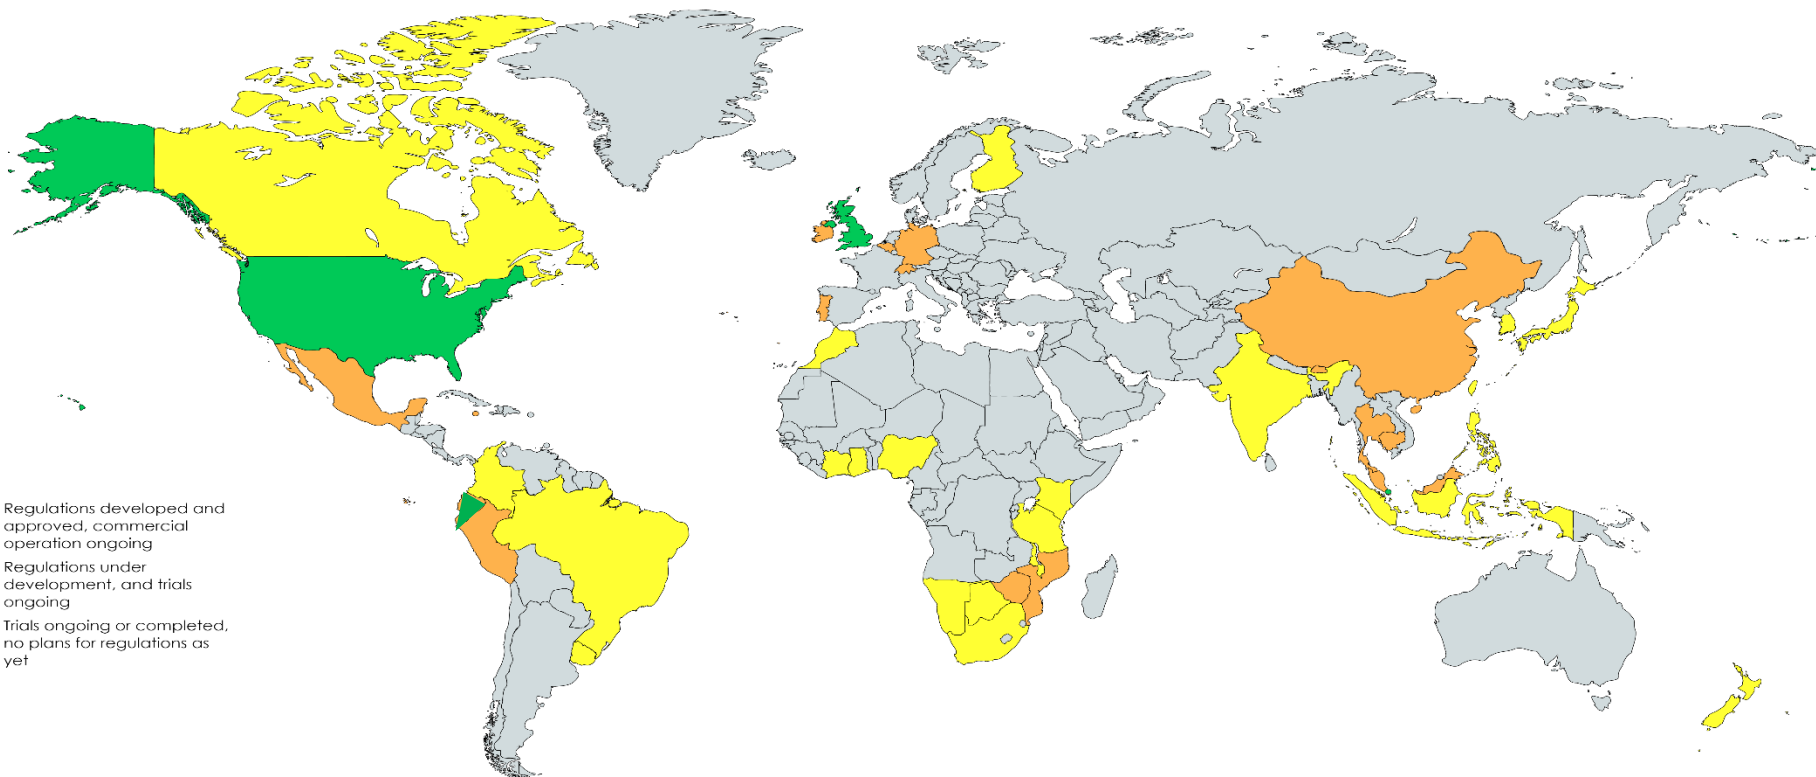 Regulations developed and
approved, commercial
operation ongoing
Regulations under
development, and trials
ongoing
Trials ongoing or completed,
no plans for regulations as
yet